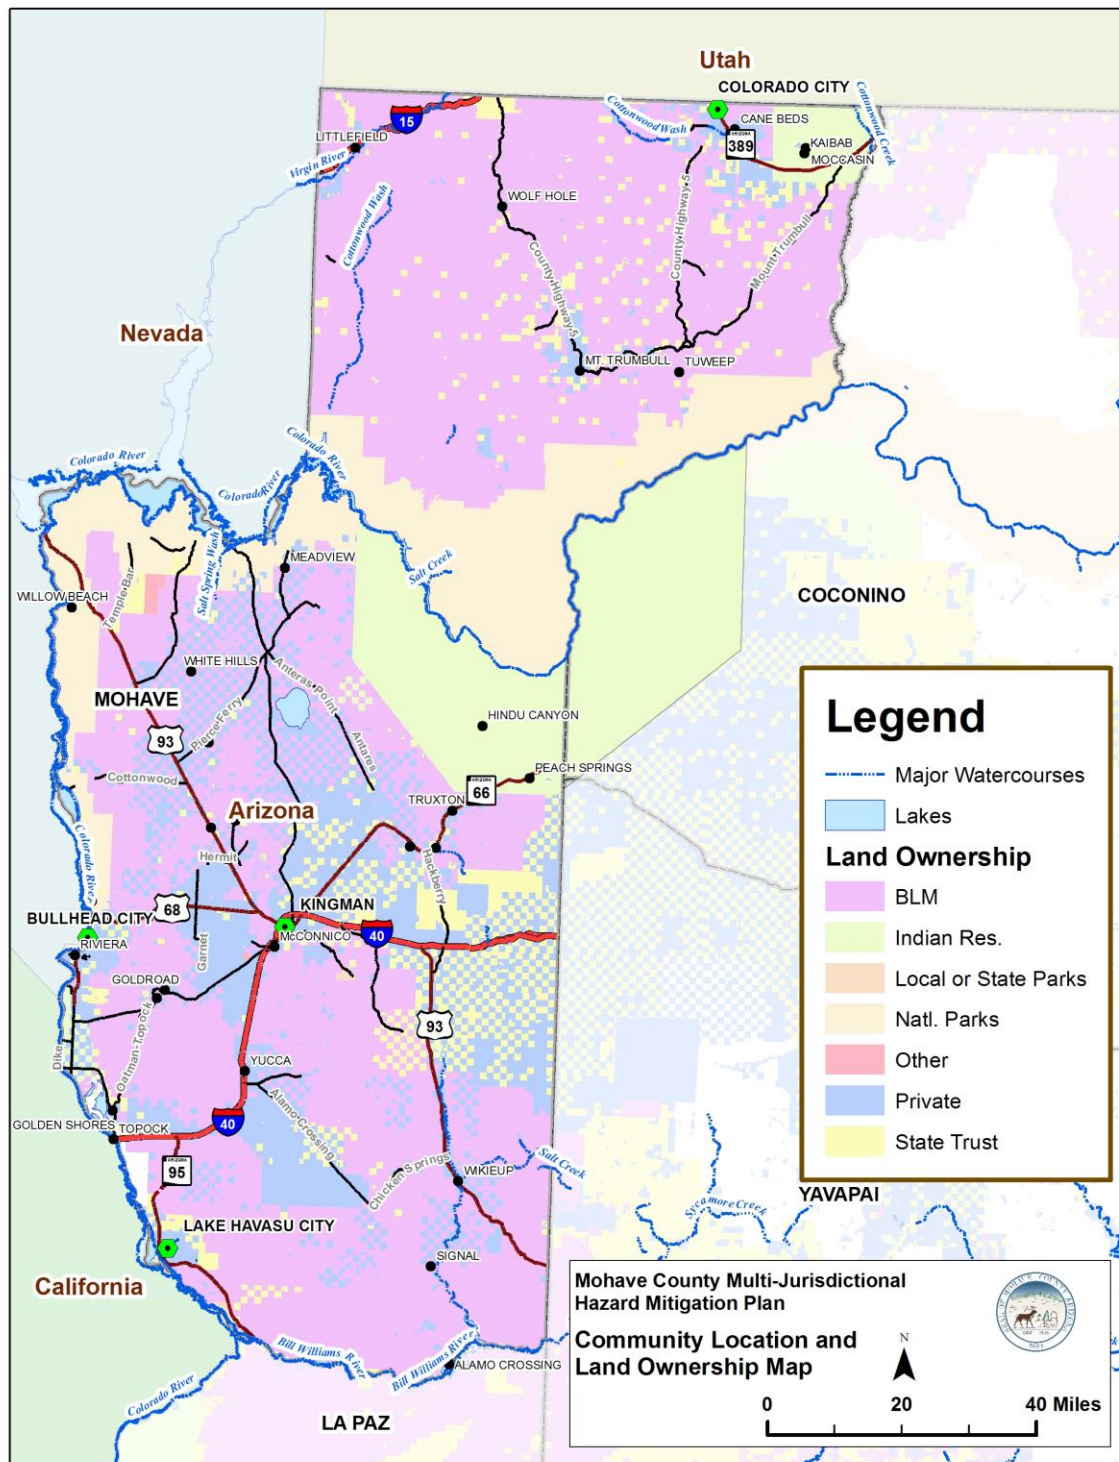 Utah
COLORADO CITY
Cottonwood Wash
Cottonwood Creek
15
CANE BEDS
LITTLEFIELD
ARIZONA
389
KAIBAB
MOCCASIN
Virgin River
WOLF HOLE
Cottonwood Wash
County Highway 5
County Highway 5
Mount Trumbull
Nevada
MT. TRUMBULL
TUWEEP
Colorado River
Colorado River
Colorado River
Salt Spring Wash
Salt Creek
MEADVIEW
Temple Bar
WILLOW BEACH
COCONINO
WHITE HILLS
Anteras Point
MOHAVE
Pierce Ferry
93
HINDU CANYON
Antares
Cottonwood
PEACH SPRINGS
ARIZONA
66
TRUXTON
Arizona
Colorado River
Hermit
Hackberry
KINGMAN
BULLHEAD CITY
68
McCONNICO
40
RIVIERA
Garnet
GOLDROAD
93
Dike
Oatman-Topock
YUCCA
Alamo Crossing
GOLDEN SHORES
TOPOCK
40
ARIZONA
95
Chicken Springs
Salt Creek
WIKIEUP
LAKE HAVASU CITY
SIGNAL
California
Bill Williams River
Bill Williams River
ALAMO CROSSING
Colorado River
LA PAZ
Legend
Major Watercourses
Lakes
Land Ownership
BLM
Indian Res.
Local or State Parks
Natl. Parks
Other
Private
State Trust
YAVAPAI
Sycamore Creek
Mohave County Multi-Jurisdictional
Hazard Mitigation Plan
Community Location and
Land Ownership Map
N
0 20 40 Miles